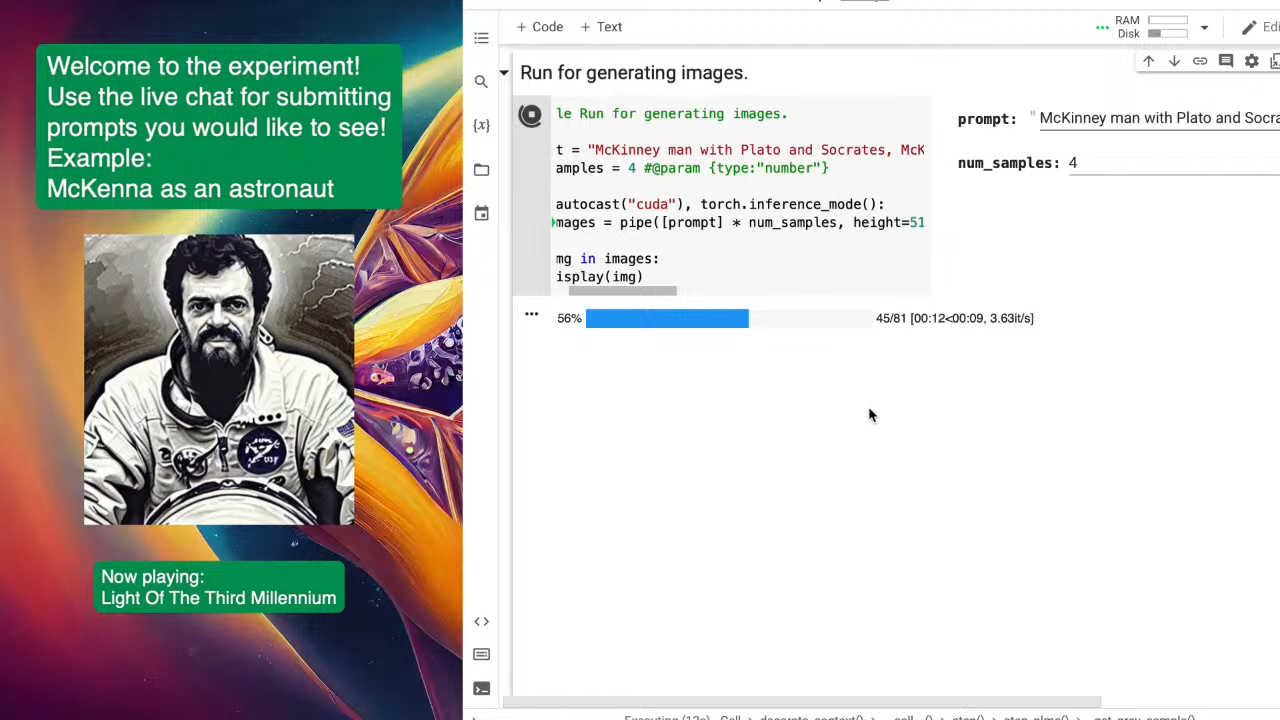 Welcome to the experiment!
Use the live chat for submitting
prompts you would like to see!
Example:
McKenna as an astronaut
Now playing:
Light Of The Third Millennium
+ Code + Text
RAM
Disk
Edi
Run for generating images.
le Run for generating images.
t = "McKinney man with Plato and Socrates, McK
amples = 4 #@param {type:"number"}
autocast("cuda"), torch.inference_mode():
mages = pipe([prompt] * num_samples, height=51
mg in images:
isplay(img)
prompt: " McKinney man with Plato and Socra
num_samples: 4
56% 45/81 [00:12<00:09, 3.63it/s]
{x}